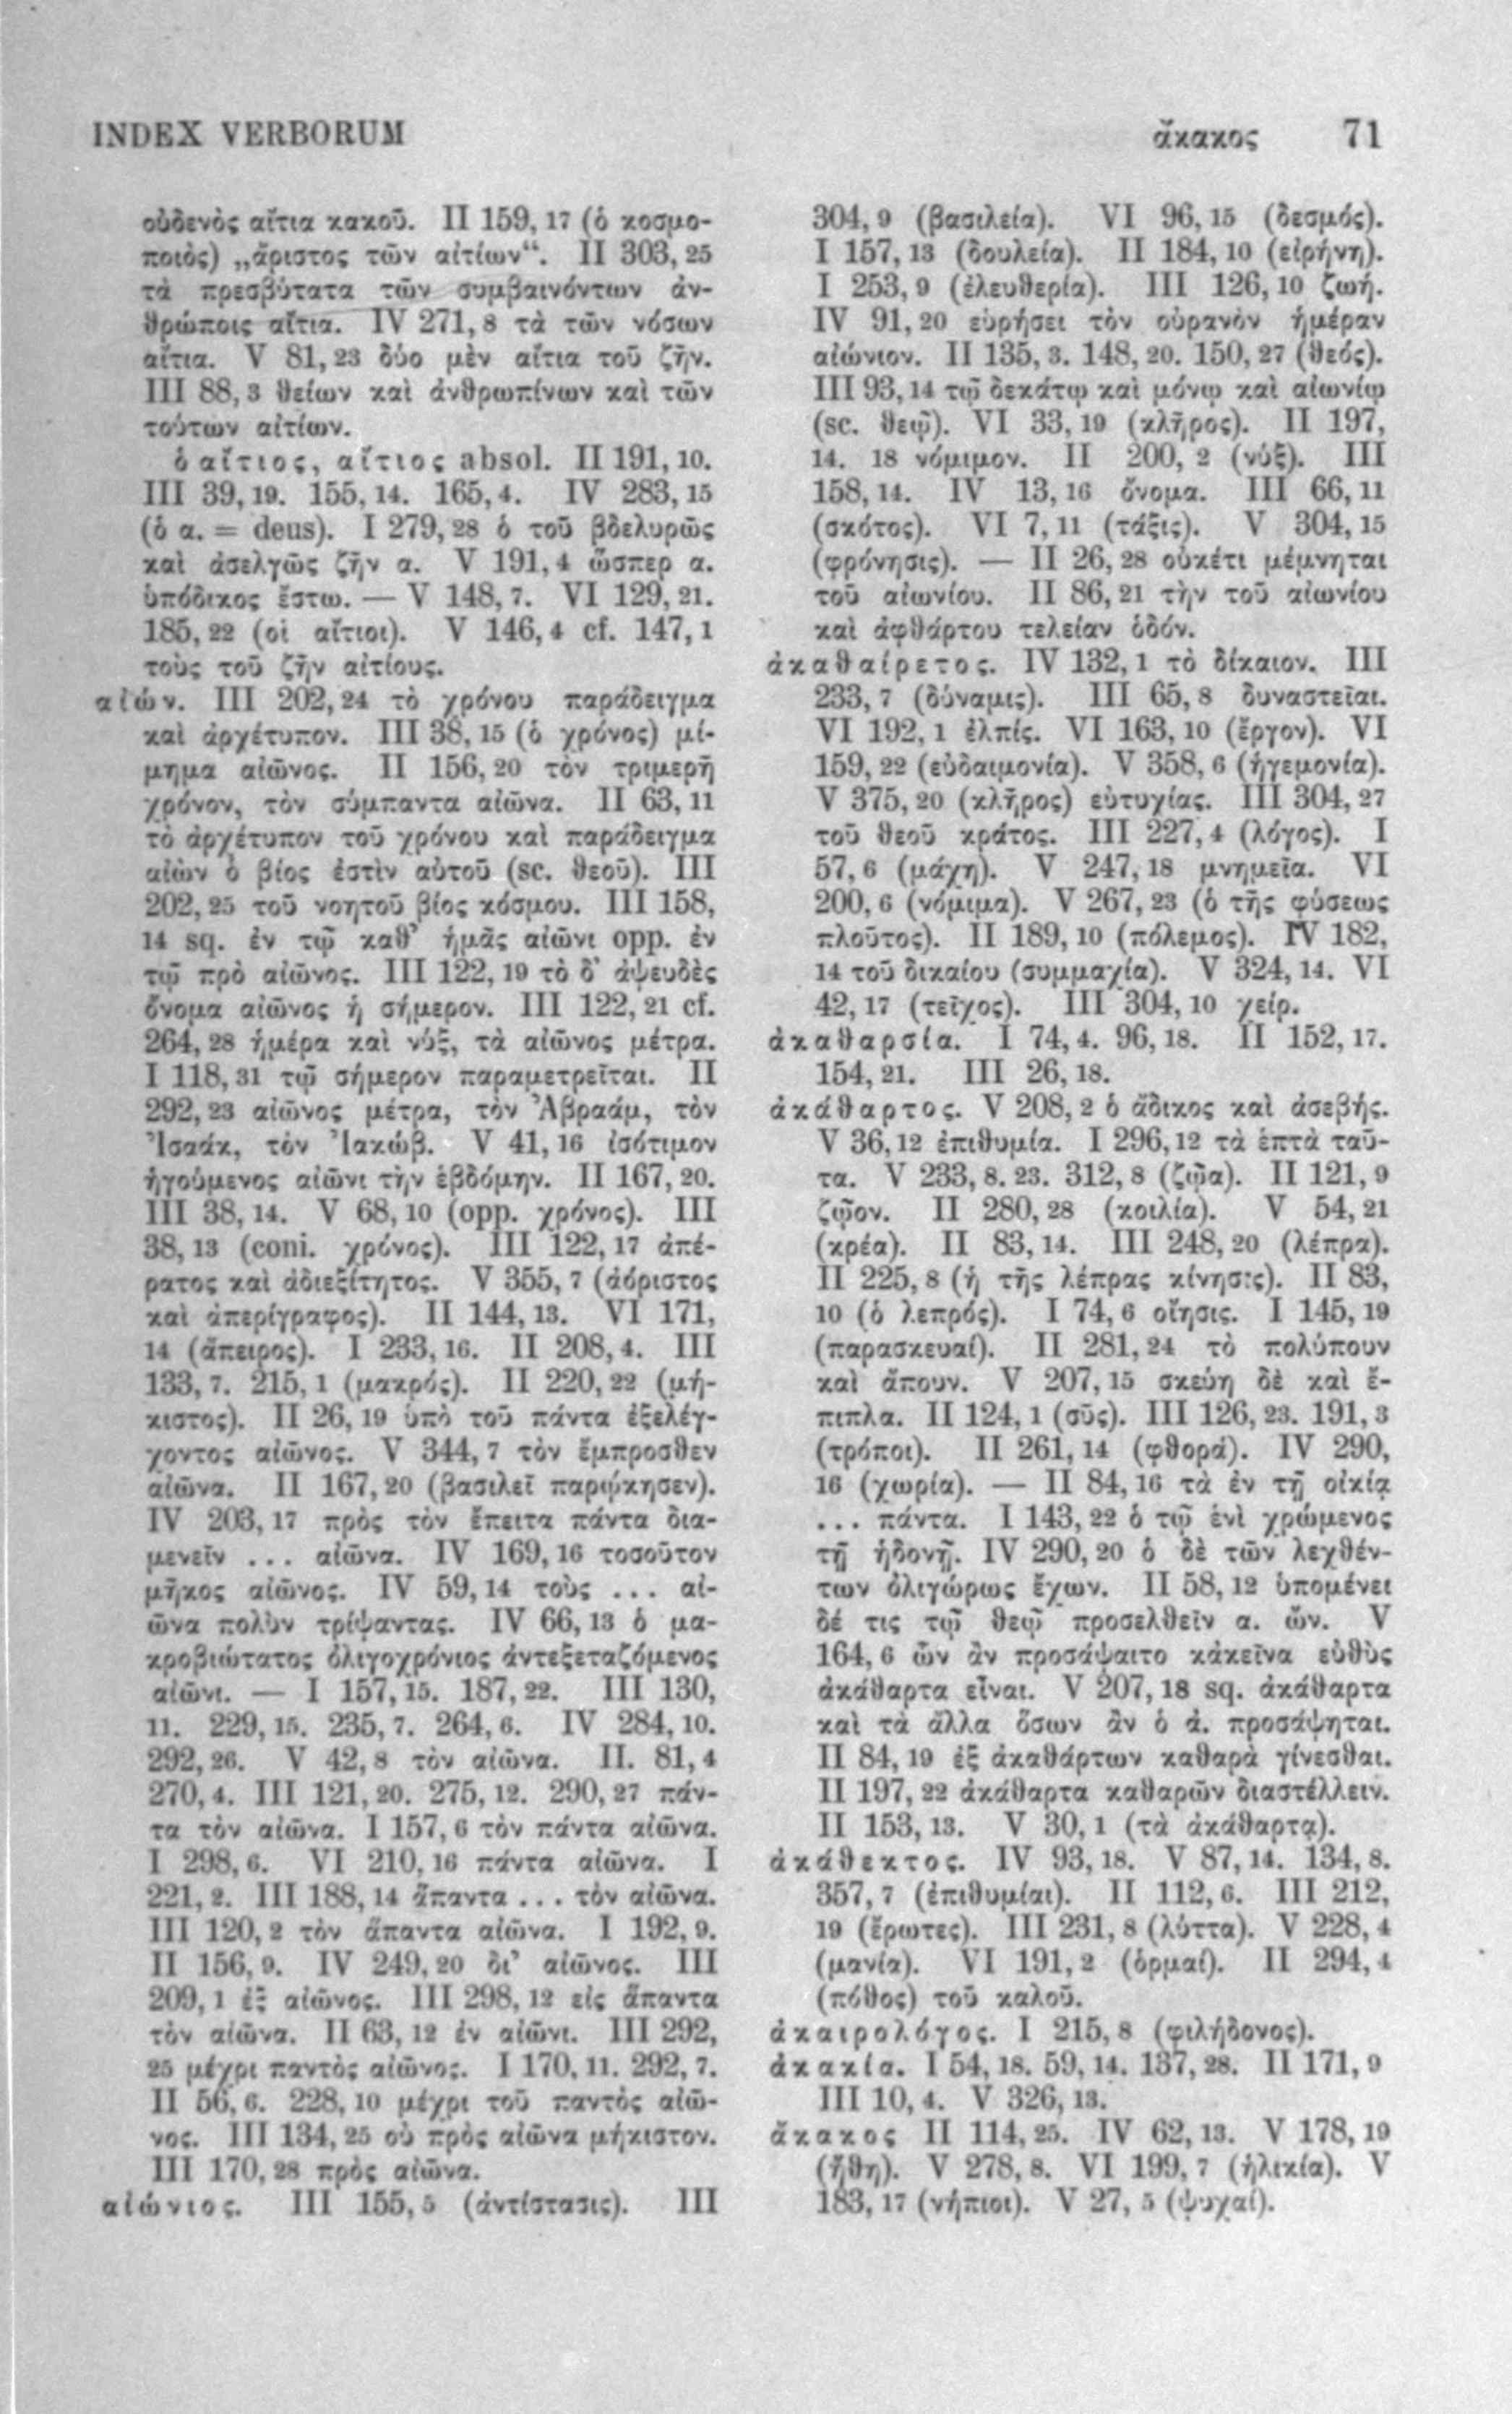 INDEX VERBORUM
ἄκακος 71
οὐδενὸς αἴτια κακοῦ. II 159, 17 (ὁ κοσμο-
ποιὸς) „ἄριστος τῶν αἰτίων“. II 303, 25
τὰ πρεσβύτατα τῶν συμβαινόντων ἀν-
θρώποις αἴτια. IV 271, 8 τὰ τῶν νόσων
αἴτια. V 81, 23 δύο μὲν αἴτια τοῦ ζῆν.
III 88, 3 θείων καὶ ἀνθρωπίνων καὶ τῶν
τούτων αἰτίων.
ὁ αἴτιος, αἴτιος absol. II 191, 10.
III 39, 19. 155, 14. 165, 4. IV 283, 15
(ὁ α. = deus). I 279, 28 ὁ τοῦ βδελυρῶς
καὶ ἀσελγῶς ζῆν α. V 191, 4 ὥσπερ α.
ὑπόδικος ἔστω. — V 148, 7. VI 129, 21.
185, 22 (οἱ αἴτιοι). V 146, 4 cf. 147, 1
τοὺς τοῦ ζῆν αἰτίους.
αἰών. III 202, 24 τὸ χρόνου παράδειγμα
καὶ ἀρχέτυπον. III 38, 15 (ὁ χρόνος) μί-
μημα αἰῶνος. II 156, 20 τὸν τριμερῆ
χρόνον, τὸν σύμπαντα αἰῶνα. II 63, 11
τὸ ἀρχέτυπον τοῦ χρόνου καὶ παράδειγμα
αἰὼν ὁ βίος ἐστὶν αὐτοῦ (sc. θεοῦ). III
202, 25 τοῦ νοητοῦ βίος κόσμου. III 158,
14 sq. ἐν τῷ καθ’ ἡμᾶς αἰῶνι opp. ἐν
τῷ πρὸ αἰῶνος. III 122, 19 τὸ δ’ ἀψευδὲς
ὄνομα αἰῶνος ἡ σήμερον. III 122, 21 cf.
264, 28 ἡμέρα καὶ νύξ, τὰ αἰῶνος μέτρα.
I 118, 31 τῷ σήμερον παραμετρεῖται. II
292, 23 αἰῶνος μέτρα, τὸν Ἀβραάμ, τὸν
Ἰσαάκ, τὸν Ἰακώβ. V 41, 16 ἰσότιμον
ἡγούμενος αἰῶνι τὴν ἑβδόμην. II 167, 20.
III 38, 14. V 68, 10 (opp. χρόνος). III
38, 13 (coni. χρόνος). III 122, 17 ἀπέ-
ρατος καὶ ἀδιεξίτητος. V 355, 7 (ἀόριστος
καὶ ἀπερίγραφος). II 144, 13. VI 171,
14 (ἄπειρος). I 233, 16. II 208, 4. III
133, 7. 215, 1 (μακρός). II 220, 22 (μή-
κιστος). II 26, 19 ὑπὸ τοῦ πάντα ἐξελέγ-
χοντος αἰῶνος. V 344, 7 τὸν ἔμπροσθεν
αἰῶνα. II 167, 20 (βασιλεῖ παρῴκησεν).
IV 203, 17 πρὸς τὸν ἔπειτα πάντα δια-
μενεῖν ... αἰῶνα. IV 169, 16 τοσοῦτον
μῆκος αἰῶνος. IV 59, 14 τοὺς ... αἰ-
ῶνα πολὺν τρίψαντας. IV 66, 13 ὁ μα-
κροβιώτατος ὀλιγοχρόνιος ἀντεξεταζόμενος
αἰῶνι. — I 157, 15. 187, 22. III 130,
11. 229, 15. 235, 7. 264, 6. IV 284, 10.
292, 26. V 42, 8 τὸν αἰῶνα. II. 81, 4
270, 4. III 121, 20. 275, 12. 290, 27 πάν-
τα τὸν αἰῶνα. I 157, 6 τὸν πάντα αἰῶνα.
I 298, 6. VI 210, 16 πάντα αἰῶνα. I
221, 2. III 188, 14 ἅπαντα ... τὸν αἰῶνα.
III 120, 2 τὸν ἅπαντα αἰῶνα. I 192, 9.
II 156, 9. IV 249, 20 δι’ αἰῶνος. III
209, 1 ἐξ αἰῶνος. III 298, 12 εἰς ἅπαντα
τὸν αἰῶνα. II 63, 12 ἐν αἰῶνι. III 292,
25 μέχρι παντὸς αἰῶνος. I 170, 11. 292, 7.
II 56, 6. 228, 10 μέχρι τοῦ παντὸς αἰῶ-
νος. III 134, 25 οὐ πρὸς αἰῶνα μήκιστον.
III 170, 28 πρὸς αἰῶνα.
αἰώνιος. III 155, 5 (ἀντίστασις). III
304, 9 (βασιλεία). VI 96, 15 (δεσμός).
I 157, 13 (δουλεία). II 184, 10 (εἰρήνη).
I 253, 9 (ἐλευθερία). III 126, 10 ζωή.
IV 91, 20 εὑρήσει τὸν οὐρανὸν ἡμέραν
αἰώνιον. II 135, 3. 148, 20. 150, 27 (θεός).
III 93, 14 τῷ δεκάτῳ καὶ μόνῳ καὶ αἰωνίῳ
(sc. θεῷ). VI 33, 19 (κλῆρος). II 197,
14. 18 νόμιμον. II 200, 2 (νύξ). III
158, 14. IV 13, 16 ὄνομα. III 66, 11
(σκότος). VI 7, 11 (τάξις). V 304, 15
(φρόνησις). — II 26, 28 οὐκέτι μέμνηται
τοῦ αἰωνίου. II 86, 21 τὴν τοῦ αἰωνίου
καὶ ἀφθάρτου τελείαν ὁδόν.
ἀκαθαίρετος. IV 132, 1 τὸ δίκαιον. III
233, 7 (δύναμις). III 65, 8 δυναστεῖαι.
VI 192, 1 ἐλπίς. VI 163, 10 (ἔργον). VI
159, 22 (εὐδαιμονία). V 358, 6 (ἡγεμονία).
V 375, 20 (κλῆρος) εὐτυχίας. III 304, 27
τοῦ θεοῦ κράτος. III 227, 4 (λόγος). I
57, 6 (μάχη). V 247, 18 μνημεῖα. VI
200, 6 (νόμιμα). V 267, 23 (ὁ τῆς φύσεως
πλοῦτος). II 189, 10 (πόλεμος). IV 182,
14 τοῦ δικαίου (συμμαχία). V 324, 14. VI
42, 17 (τεῖχος). III 304, 10 χείρ.
ἀκαθαρσία. I 74, 4. 96, 18. II 152, 17.
154, 21. III 26, 18.
ἀκάθαρτος. V 208, 2 ὁ ἄδικος καὶ ἀσεβής.
V 36, 12 ἐπιθυμία. I 296, 12 τὰ ἑπτὰ ταῦ-
τα. V 233, 8. 23. 312, 8 (ζῷα). II 121, 9
ζῷον. II 280, 28 (κοιλία). V 54, 21
(κρέα). II 83, 14. III 248, 20 (λέπρα).
II 225, 8 (ἡ τῆς λέπρας κίνησις). II 83,
10 (ὁ λεπρός). I 74, 6 οἴησις. I 145, 19
(παρασκευαί). II 281, 24 τὸ πολύπουν
καὶ ἄπουν. V 207, 15 σκεύη δὲ καὶ ἔ-
πιπλα. II 124, 1 (σῦς). III 126, 23. 191, 3
(τρόποι). II 261, 14 (φθορά). IV 290,
16 (χωρία). — II 84, 16 τὰ ἐν τῇ οἰκίᾳ
... πάντα. I 143, 22 ὁ τῷ ἑνὶ χρώμενος
τῇ ἡδονῇ. IV 290, 20 ὁ δὲ τῶν λεχθέν-
των ὀλιγώρως ἔχων. II 58, 12 ὑπομένει
δέ τις τῷ θεῷ προσελθεῖν α. ὤν. V
164, 6 ὧν ἂν προσάψαιτο κἀκεῖνα εὐθὺς
ἀκάθαρτα εἶναι. V 207, 18 sq. ἀκάθαρτα
καὶ τὰ ἄλλα ὅσων ἂν ὁ ἀ. προσάψηται.
II 84, 19 ἐξ ἀκαθάρτων καθαρὰ γίνεσθαι.
II 197, 22 ἀκάθαρτα καθαρῶν διαστέλλειν.
II 153, 13. V 30, 1 (τὰ ἀκάθαρτα).
ἀκάθεκτος. IV 93, 18. V 87, 14. 134, 8.
357, 7 (ἐπιθυμίαι). II 112, 6. III 212,
19 (ἔρωτες). III 231, 8 (λύττα). V 228, 4
(μανία). VI 191, 2 (ὁρμαί). II 294, 4
(πόθος) τοῦ καλοῦ.
ἀκαιρολόγος. I 215, 8 (φιλήδονος).
ἀκακία. I 54, 18. 59, 14. 137, 28. II 171, 9
III 10, 4. V 326, 13.
ἄκακος II 114, 25. IV 62, 13. V 178, 19
(ἤθη). V 278, 8. VI 199, 7 (ἡλικία). V
183, 17 (νήπιοι). V 27, 5 (ψυχαί).